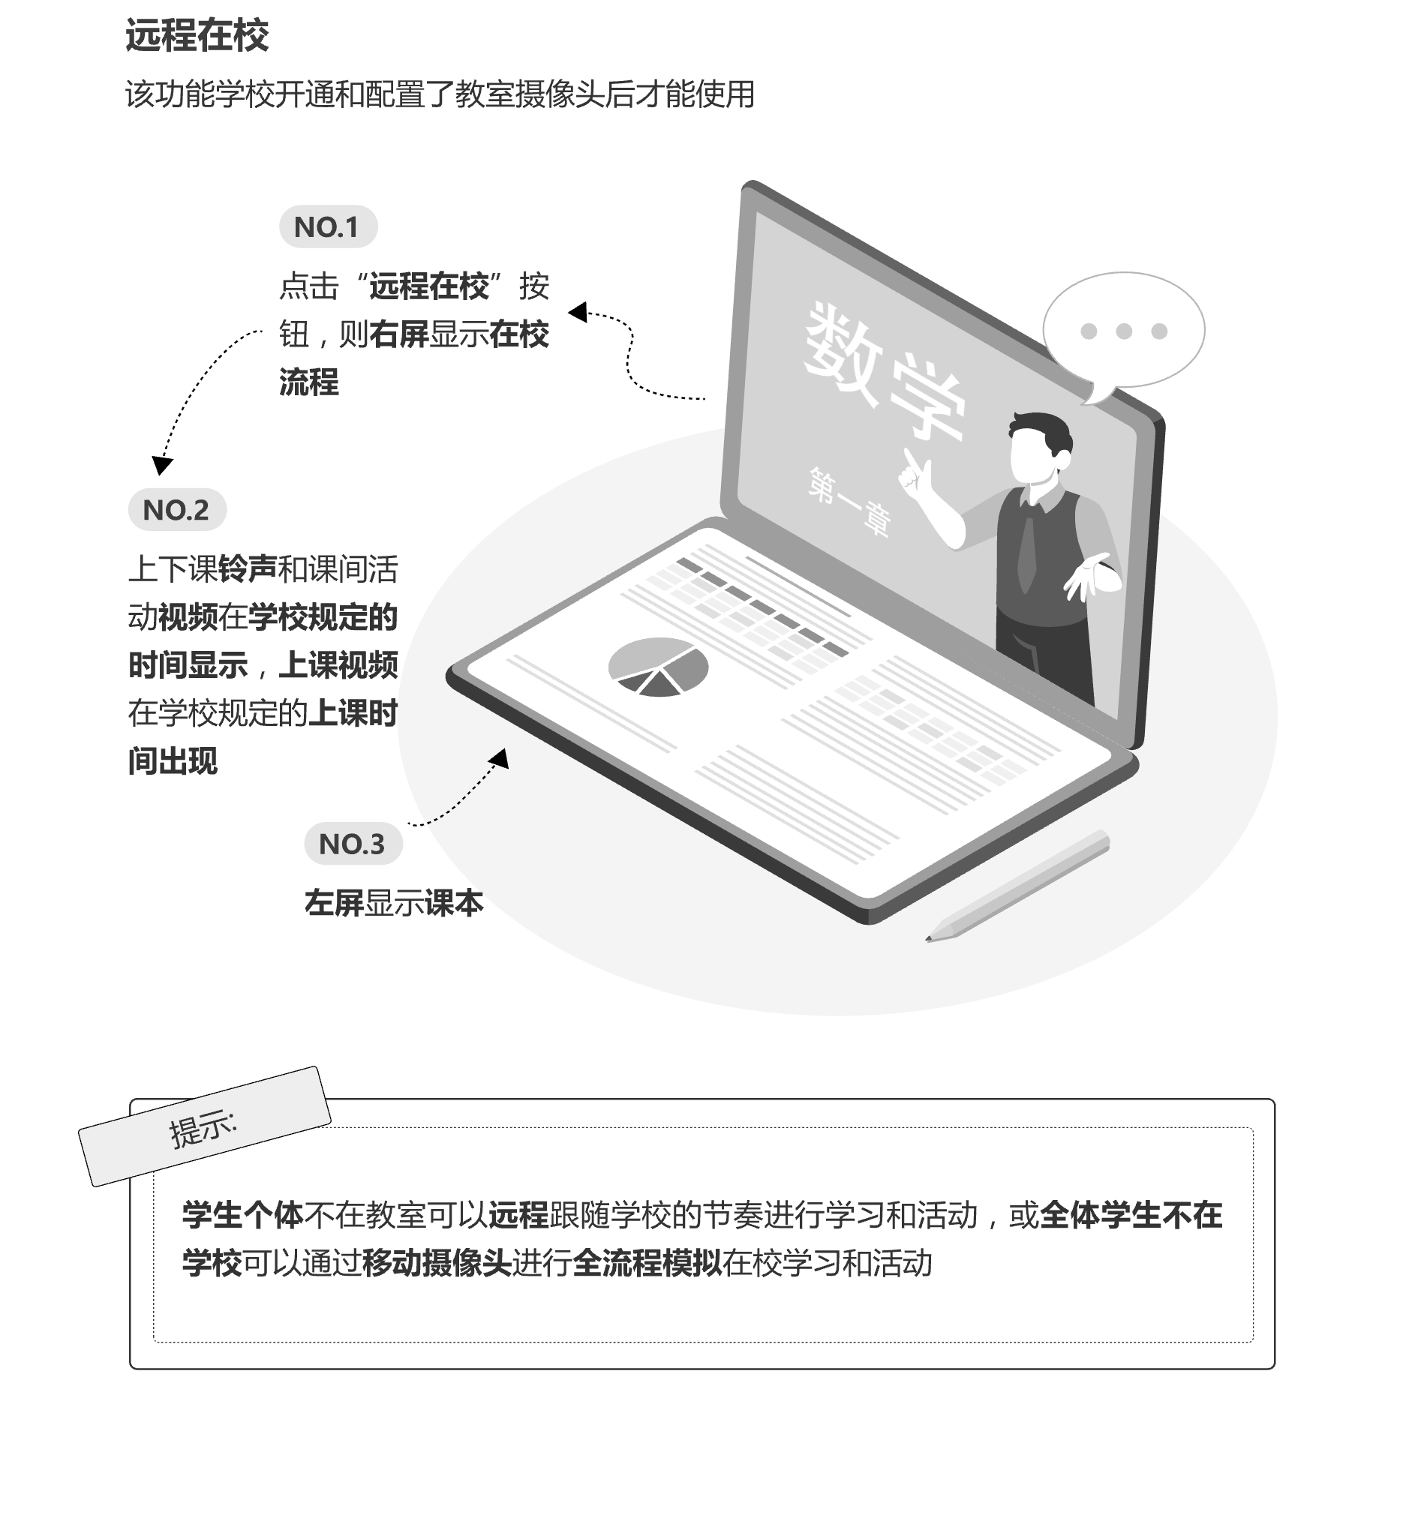 远程在校
该功能学校开通和配置了教室摄像头后才能使用
NO.1
点击“远程在校”按
钮，则右屏显示在校
流程
NO.2
上下课铃声和课间活
动视频在学校规定的
时间显示，上课视频
在学校规定的上课时
间出现
NO.3
左屏显示课本
数学
第一章
提示:
学生个体不在教室可以远程跟随学校的节奏进行学习和活动，或全体学生不在
学校可以通过移动摄像头进行全流程模拟在校学习和活动